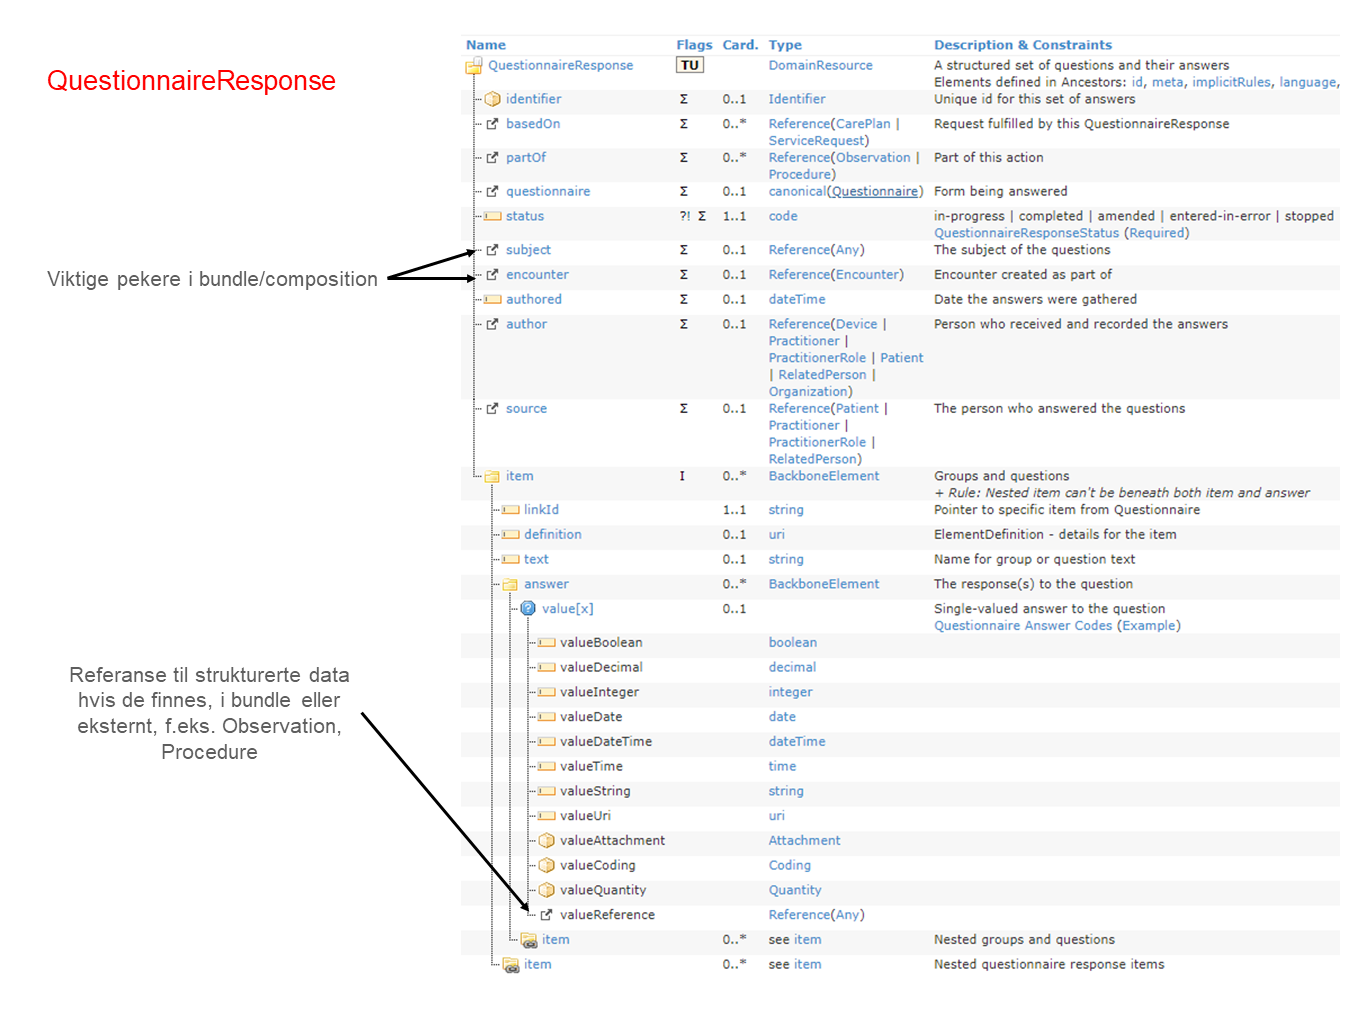 QuestionnaireResponse
Viktige pekere i bundle/composition
Referanse til strukturerte data
hvis de finnes, i bundle eller
eksternt, f.eks. Observation,
Procedure
Name Flags Card. Type Description & Constraints
QuestionnaireResponse TU DomainResource A structured set of questions and their answers
Elements defined in Ancestors: id, meta, implicitRules, language,
identifier Σ 0..1 Identifier Unique id for this set of answers
basedOn Σ 0..* Reference(CarePlan | Request fulfilled by this QuestionnaireResponse
ServiceRequest)
partOf Σ 0..* Reference(Observation | Part of this action
Procedure)
questionnaire Σ 0..1 canonical(Questionnaire) Form being answered
status ?! Σ 1..1 code in-progress | completed | amended | entered-in-error | stopped
QuestionnaireResponseStatus (Required)
subject Σ 0..1 Reference(Any) The subject of the questions
encounter Σ 0..1 Reference(Encounter) Encounter created as part of
authored Σ 0..1 dateTime Date the answers were gathered
author Σ 0..1 Reference(Device | Person who received and recorded the answers
Practitioner |
PractitionerRole | Patient
| RelatedPerson |
Organization)
source Σ 0..1 Reference(Patient | The person who answered the questions
Practitioner |
PractitionerRole |
RelatedPerson)
item I 0..* BackboneElement Groups and questions
+ Rule: Nested item can't be beneath both item and answer
linkId 1..1 string Pointer to specific item from Questionnaire
definition 0..1 uri ElementDefinition - details for the item
text 0..1 string Name for group or question text
answer 0..* BackboneElement The response(s) to the question
value[x] 0..1 Single-valued answer to the question
Questionnaire Answer Codes (Example)
valueBoolean boolean
valueDecimal decimal
valueInteger integer
valueDate date
valueDateTime dateTime
valueTime time
valueString string
valueUri uri
valueAttachment Attachment
valueCoding Coding
valueQuantity Quantity
valueReference Reference(Any)
item 0..* see item Nested groups and questions
item 0..* see item Nested questionnaire response items